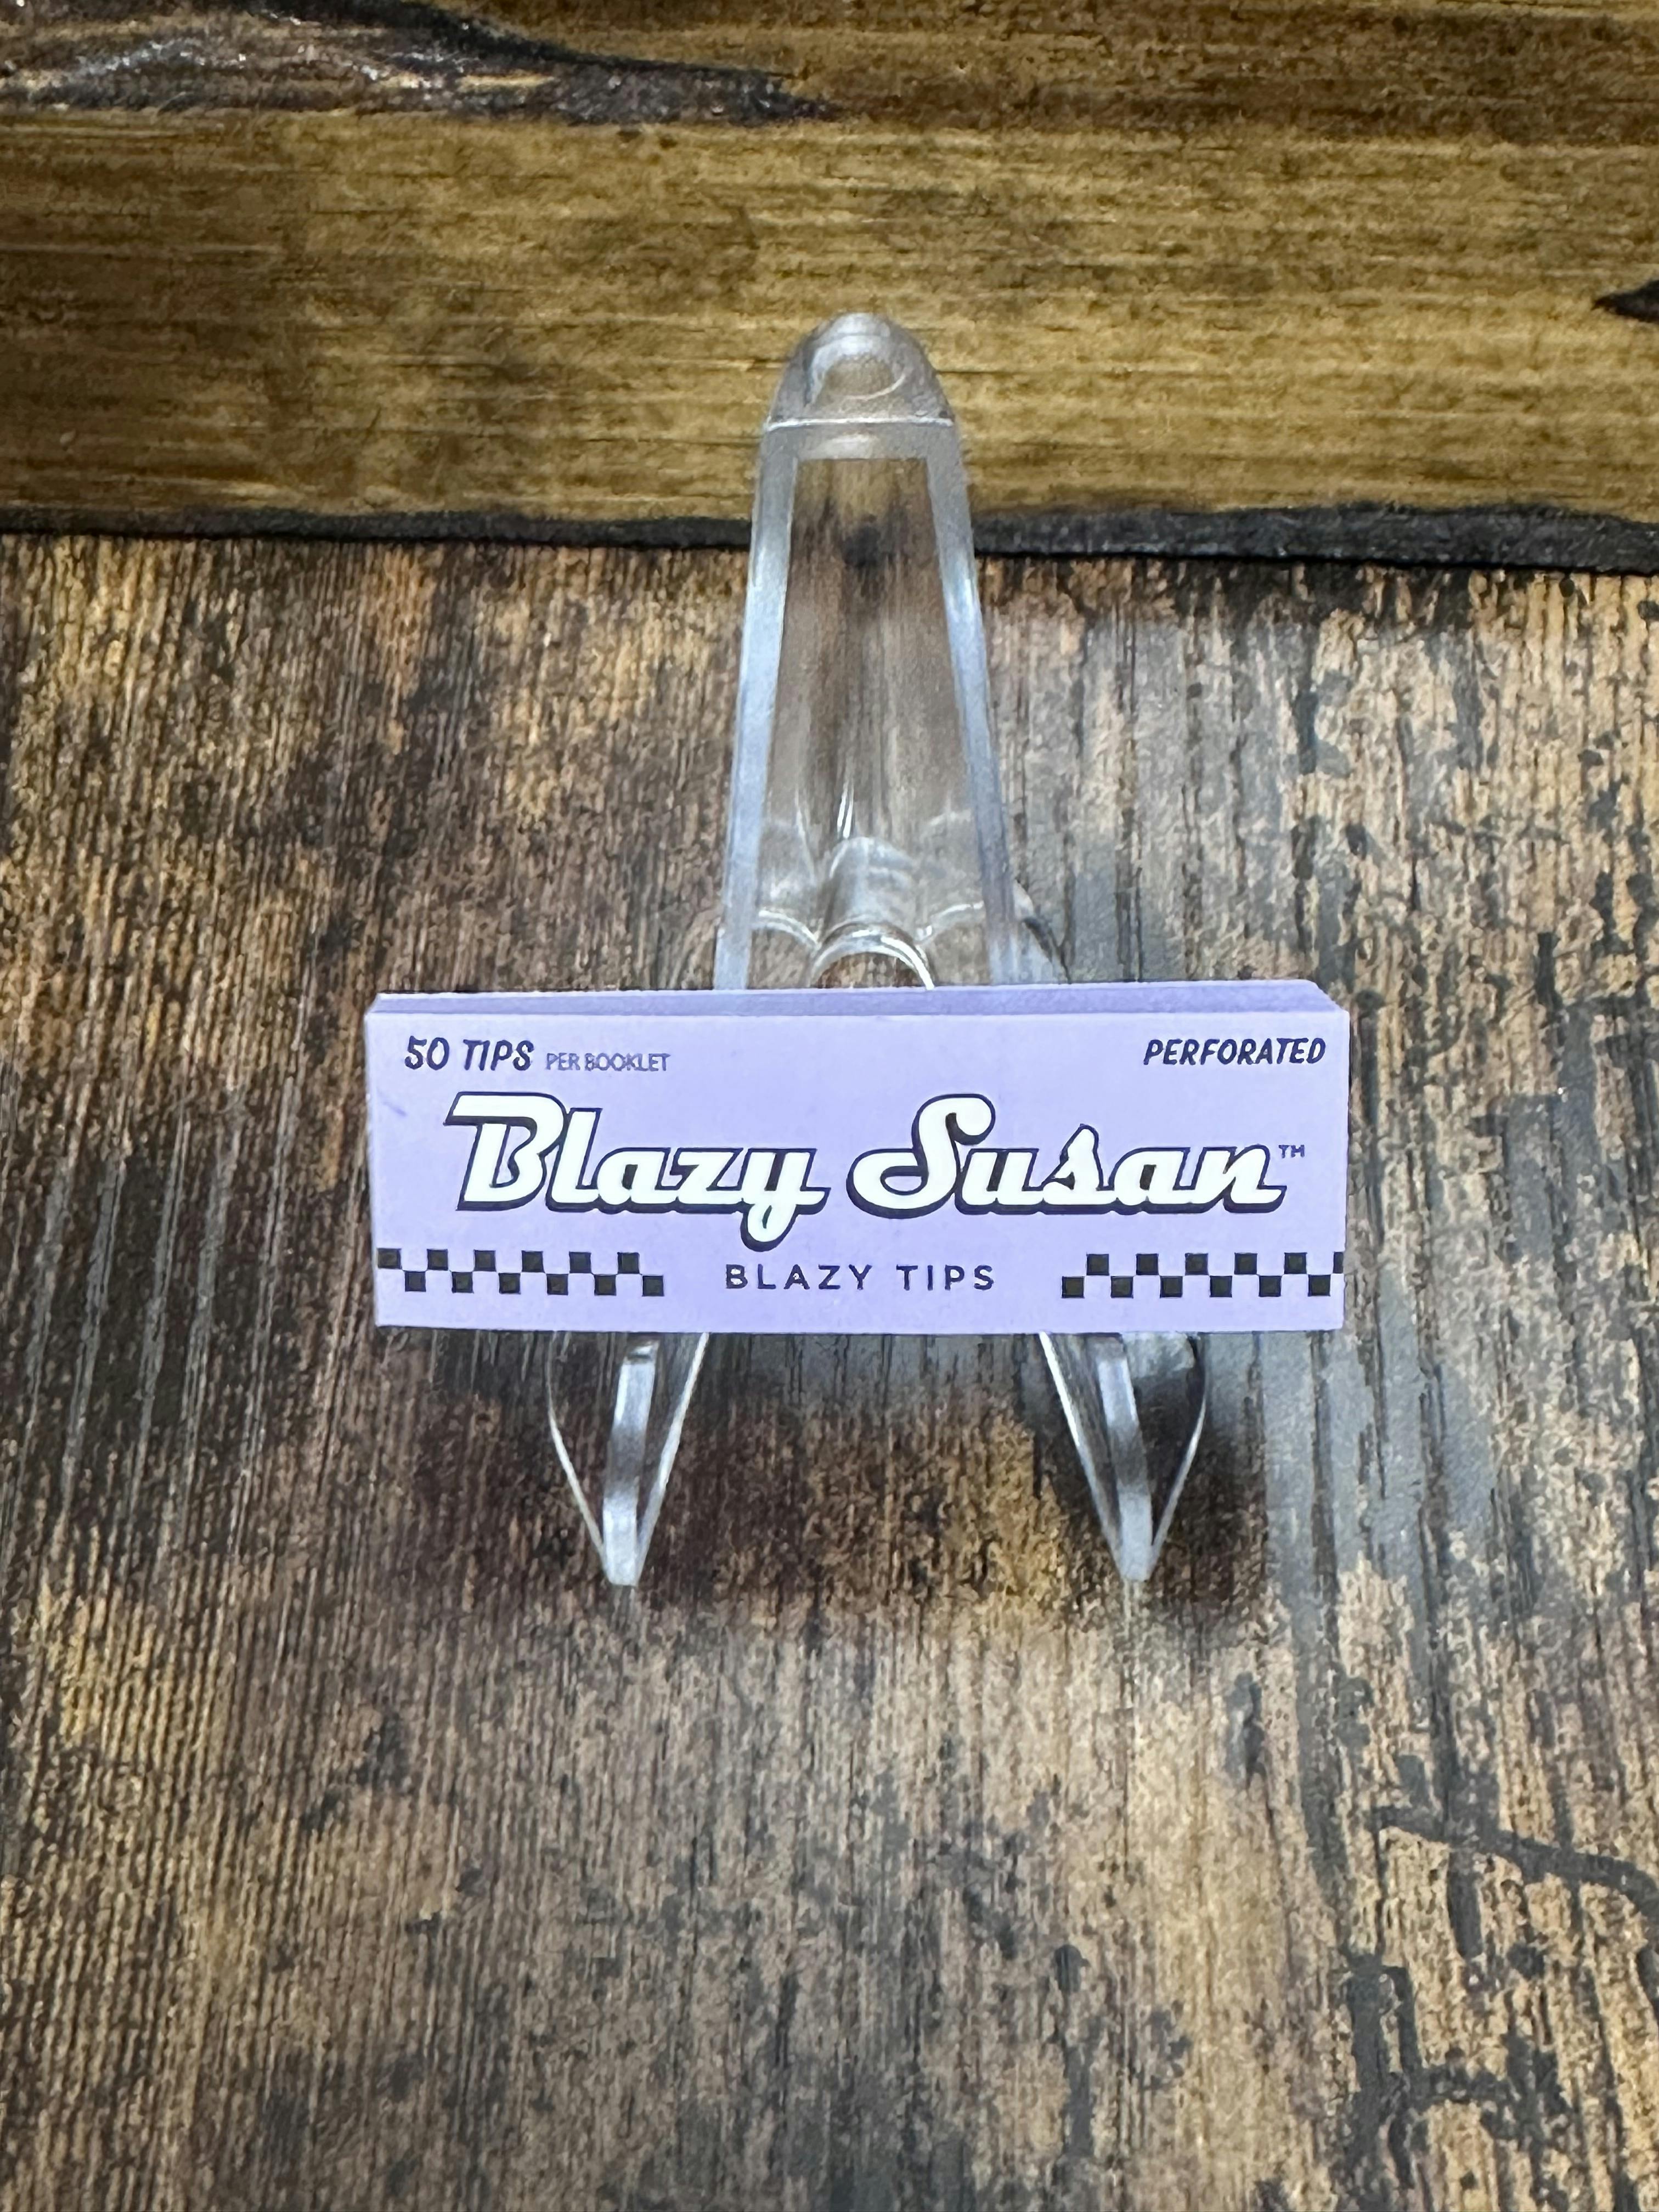 50 TIPS PER BOOKLET
PERFORATED
Blazy Susan™
BLAZY TIPS